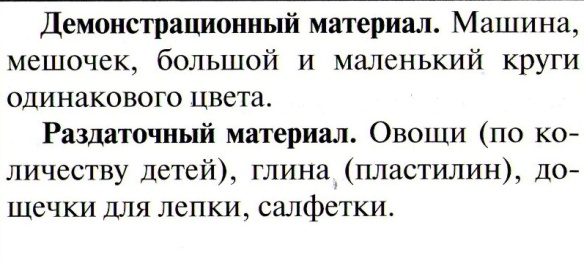 Демонстрационный материал. Машина,
мешочек, большой и маленький круги
одинакового цвета.
Раздаточный материал. Овощи (по ко-
личеству детей), глина (пластилин), до-
щечки для лепки, салфетки.